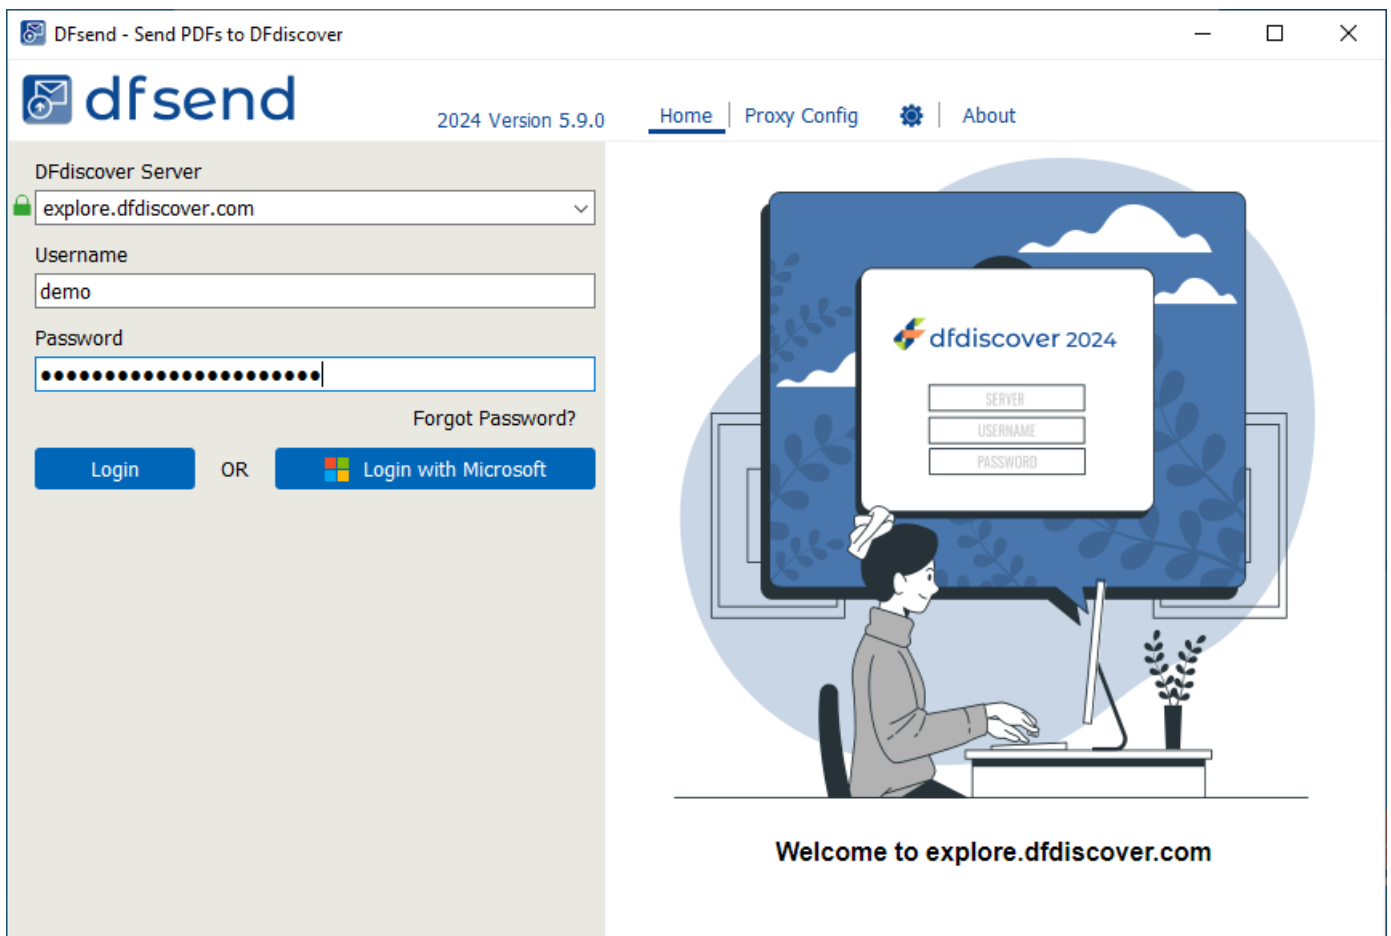 DFsend - Send PDFs to DFdiscover
dfsend
2024 Version 5.9.0
Home
Proxy Config
About
DFdiscover Server
explore.dfdiscover.com
Username
demo
Password
●●●●●●●●●●●●●●●●●●●●●●
Forgot Password?
Login
OR
Login with Microsoft
dfdiscover 2024
SERVER
USERNAME
PASSWORD
Welcome to explore.dfdiscover.com